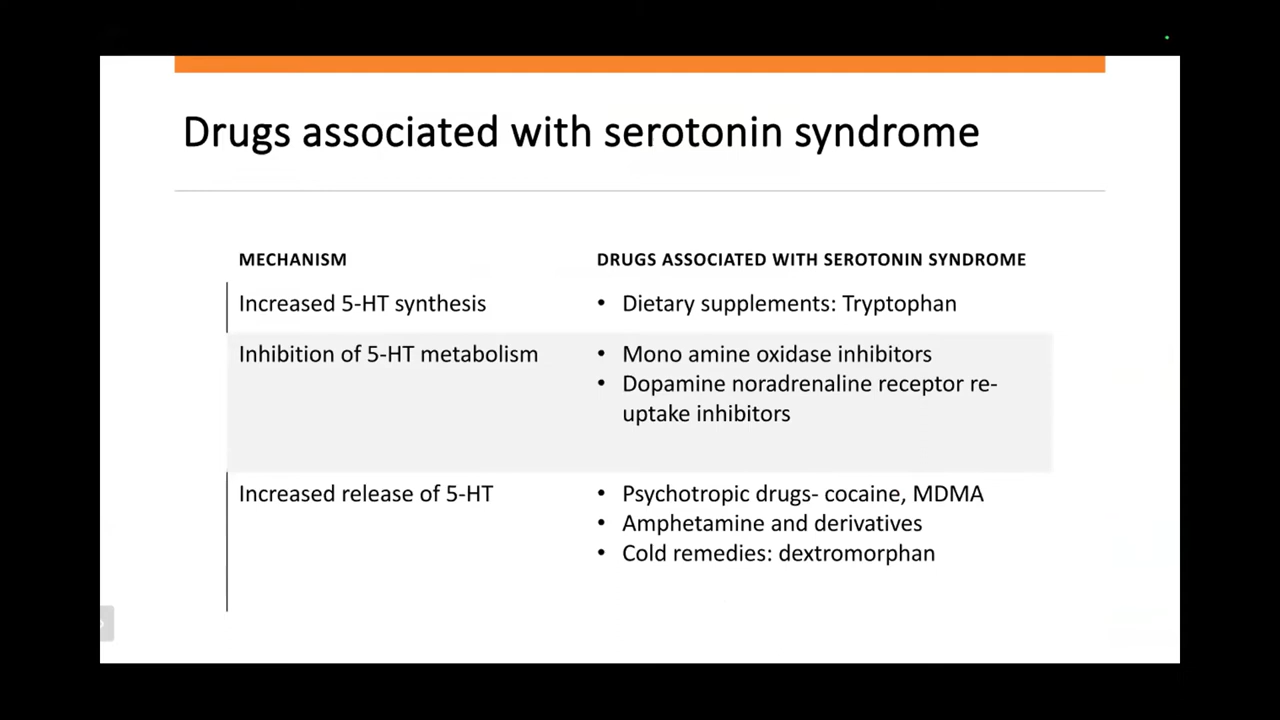 Drugs associated with serotonin syndrome
MECHANISM
DRUGS ASSOCIATED WITH SEROTONIN SYNDROME
Increased 5-HT synthesis
• Dietary supplements: Tryptophan
Inhibition of 5-HT metabolism
• Mono amine oxidase inhibitors
• Dopamine noradrenaline receptor re-
uptake inhibitors
Increased release of 5-HT
• Psychotropic drugs- cocaine, MDMA
• Amphetamine and derivatives
• Cold remedies: dextromorphan